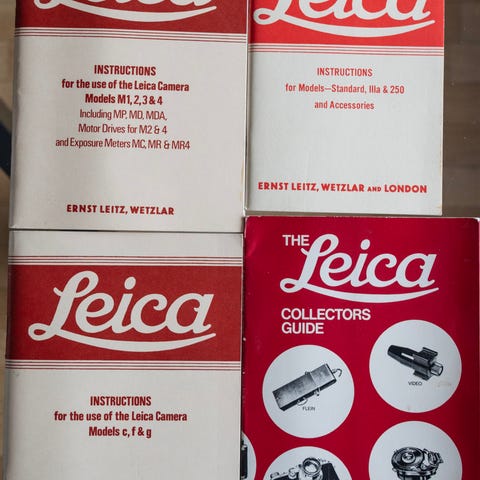 Leica
INSTRUCTIONS
for the use of the Leica Camera
Models M1, 2, 3 & 4
Including MP, MD, MDA,
Motor Drives for M2 & 4
and Exposure Meters MC, MR & MR4
ERNST LEITZ, WETZLAR
Leica
INSTRUCTIONS
for Models—Standard, IIIa & 250
and Accessories
ERNST LEITZ, WETZLAR AND LONDON
Leica
INSTRUCTIONS
for the use of the Leica Camera
Models c, f & g
THE
Leica
COLLECTORS
GUIDE
FLEIN
VIDEO